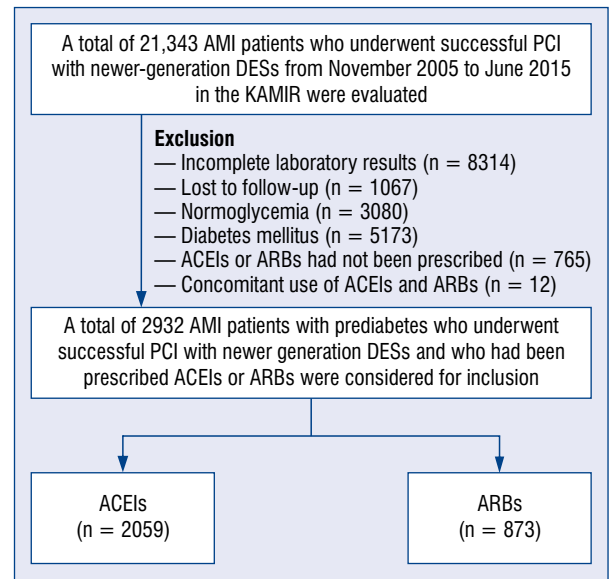 A total of 21,343 AMI patients who underwent successful PCI
with newer-generation DESs from November 2005 to June 2015
in the KAMIR were evaluated
Exclusion
— Incomplete laboratory results (n = 8314)
— Lost to follow-up (n = 1067)
— Normoglycemia (n = 3080)
— Diabetes mellitus (n = 5173)
— ACEIs or ARBs had not been prescribed (n = 765)
— Concomitant use of ACEIs and ARBs (n = 12)
A total of 2932 AMI patients with prediabetes who underwent
successful PCI with newer generation DESs and who had been
prescribed ACEIs or ARBs were considered for inclusion
ACEIs
(n = 2059)
ARBs
(n = 873)